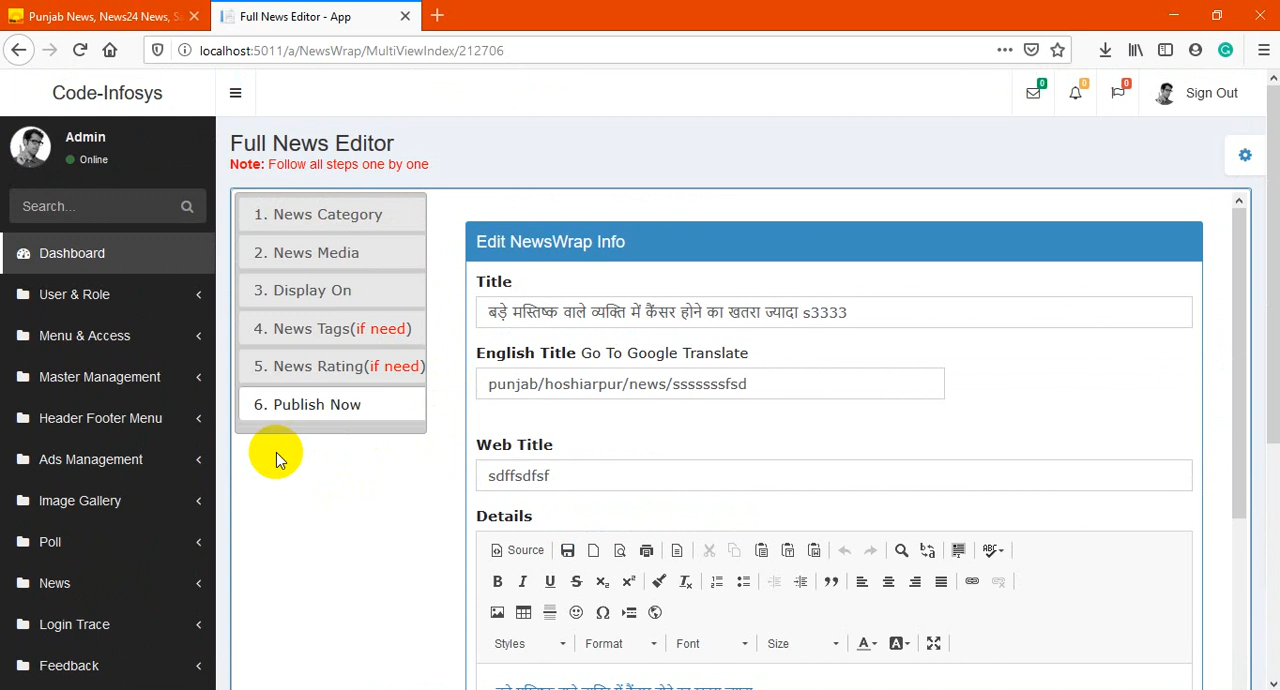 Punjab News, News24 News, S
Full News Editor - App
localhost:5011/a/NewsWrap/MultiViewIndex/212706
Code-Infosys
0
0
0
Sign Out
Admin
Online
Search...
Dashboard
User & Role
Menu & Access
Master Management
Header Footer Menu
Ads Management
Image Gallery
Poll
News
Login Trace
Feedback
Full News Editor
Note: Follow all steps one by one
1. News Category
2. News Media
3. Display On
4. News Tags(if need)
5. News Rating(if need)
6. Publish Now
Edit NewsWrap Info
Title
बड़े मस्तिष्क वाले व्यक्ति में कैंसर होने का खतरा ज्यादा s3333
English Title Go To Google Translate
punjab/hoshiarpur/news/sssssssfsd
Web Title
sdffsdfsf
Details
Source
Styles Format Font Size